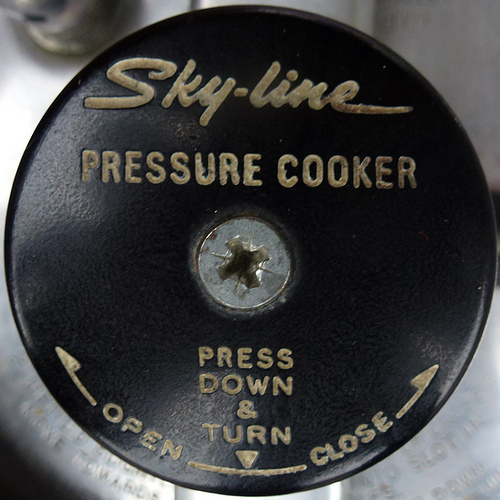 Sky-line
PRESSURE COOKER
PRESS
DOWN
&
TURN
OPEN CLOSE